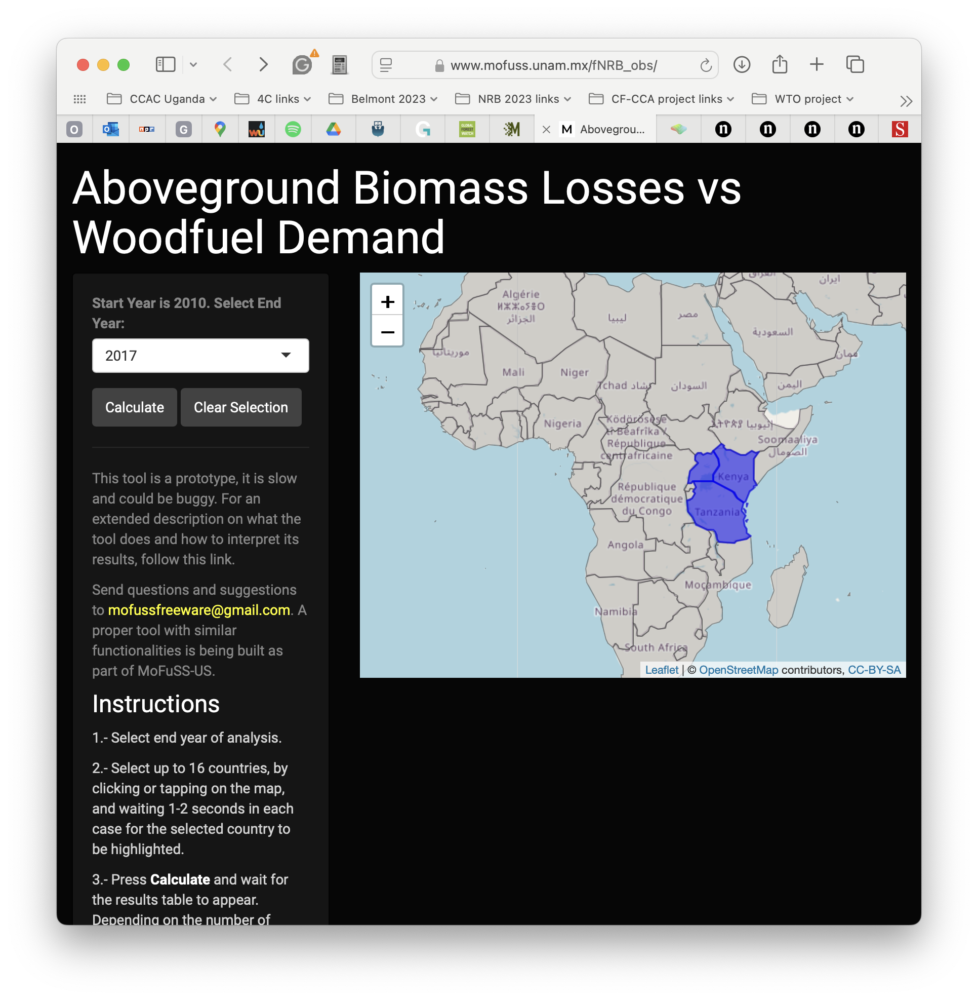 www.mofuss.unam.mx/fNRB_obs/
CCAC Uganda
4C links
Belmont 2023
NRB 2023 links
CF-CCA project links
WTO project
O
npr
G
wu
GLOBAL FOREST WATCH
M
M Abovegrou...
n
n
n
n
S
Aboveground Biomass Losses vs
Woodfuel Demand
Start Year is 2010. Select End
Year:
2017
Calculate
Clear Selection
This tool is a prototype, it is slow
and could be buggy. For an
extended description on what the
tool does and how to interpret its
results, follow this link.
Send questions and suggestions
to mofussfreeware@gmail.com. A
proper tool with similar
functionalities is being built as
part of MoFuSS-US.
Instructions
1.- Select end year of analysis.
2.- Select up to 16 countries, by
clicking or tapping on the map,
and waiting 1-2 seconds in each
case for the selected country to
be highlighted.
3.- Press Calculate and wait for
the results table to appear.
Depending on the number of
+
−
العراق
ايران
Algérie
ⵍⵣⵣⴰⵢⴻⵔ
الجزائر
ليبيا
مصر
السعودية
عمان
موريتانيا
Mali
Niger
Tchad تشاد
السودان
اليمن
Nigeria
Ködörösêse
tî Bêafrîka /
République
centrafricaine
ኢትዮጵያ إثيوبيا
Soomaaliya
الصومال
Kenya
République
démocratique
du Congo
Tanzania
Angola
Moçambique
Namibia
South Africa
Leaflet | © OpenStreetMap contributors, CC-BY-SA